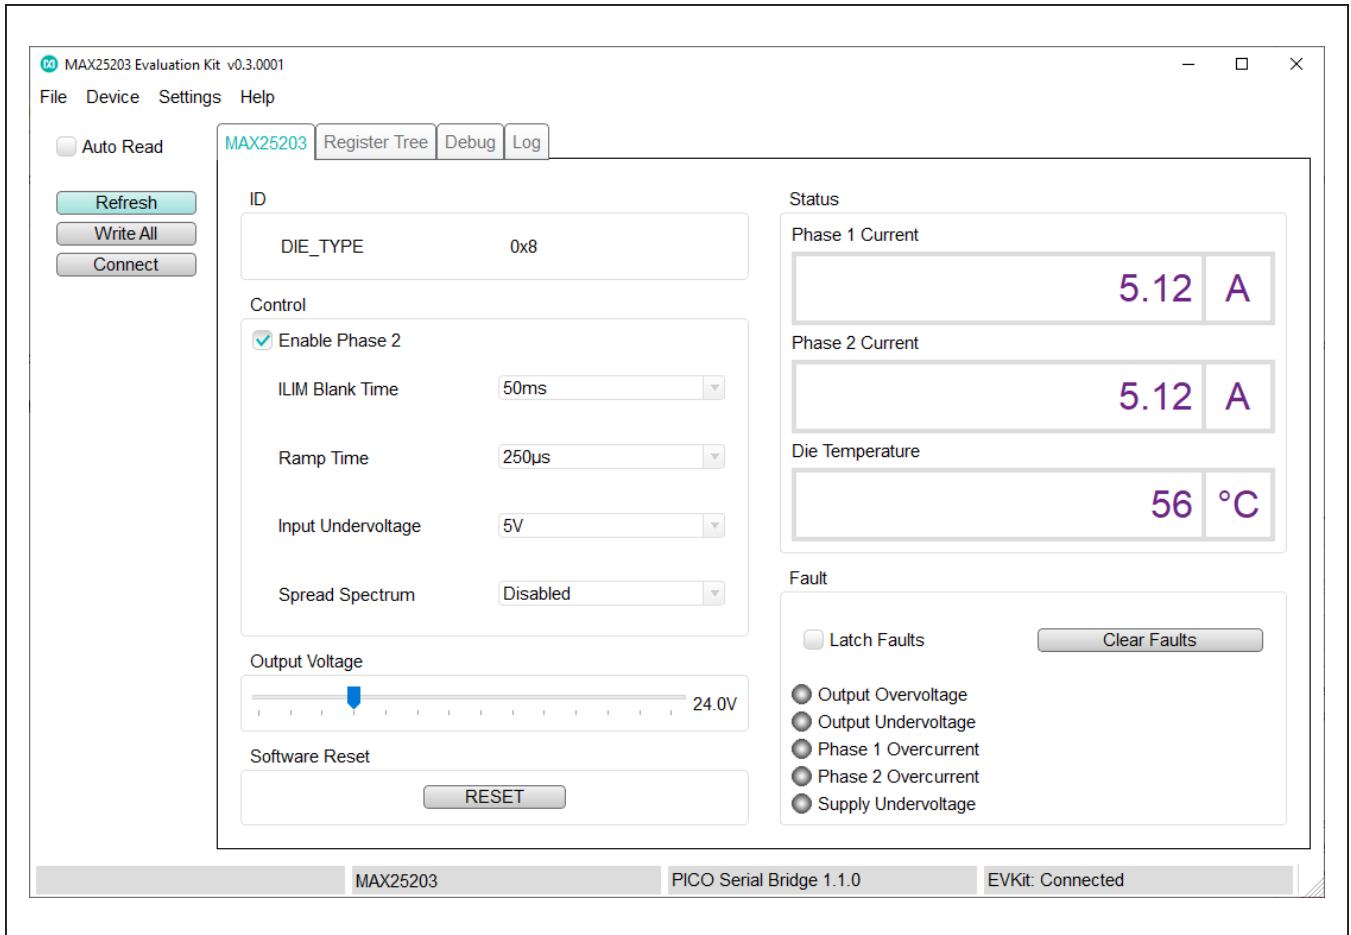 MAX25203 Evaluation Kit v0.3.0001
File Device Settings Help
Auto Read
Refresh
Write All
Connect
MAX25203 Register Tree Debug Log
ID
DIE_TYPE 0x8
Control
Enable Phase 2
ILIM Blank Time 50ms
Ramp Time 250µs
Input Undervoltage 5V
Spread Spectrum Disabled
Output Voltage
24.0V
Software Reset
RESET
Status
Phase 1 Current
5.12 A
Phase 2 Current
5.12 A
Die Temperature
56 °C
Fault
Latch Faults Clear Faults
Output Overvoltage
Output Undervoltage
Phase 1 Overcurrent
Phase 2 Overcurrent
Supply Undervoltage
MAX25203 PICO Serial Bridge 1.1.0 EVKit: Connected